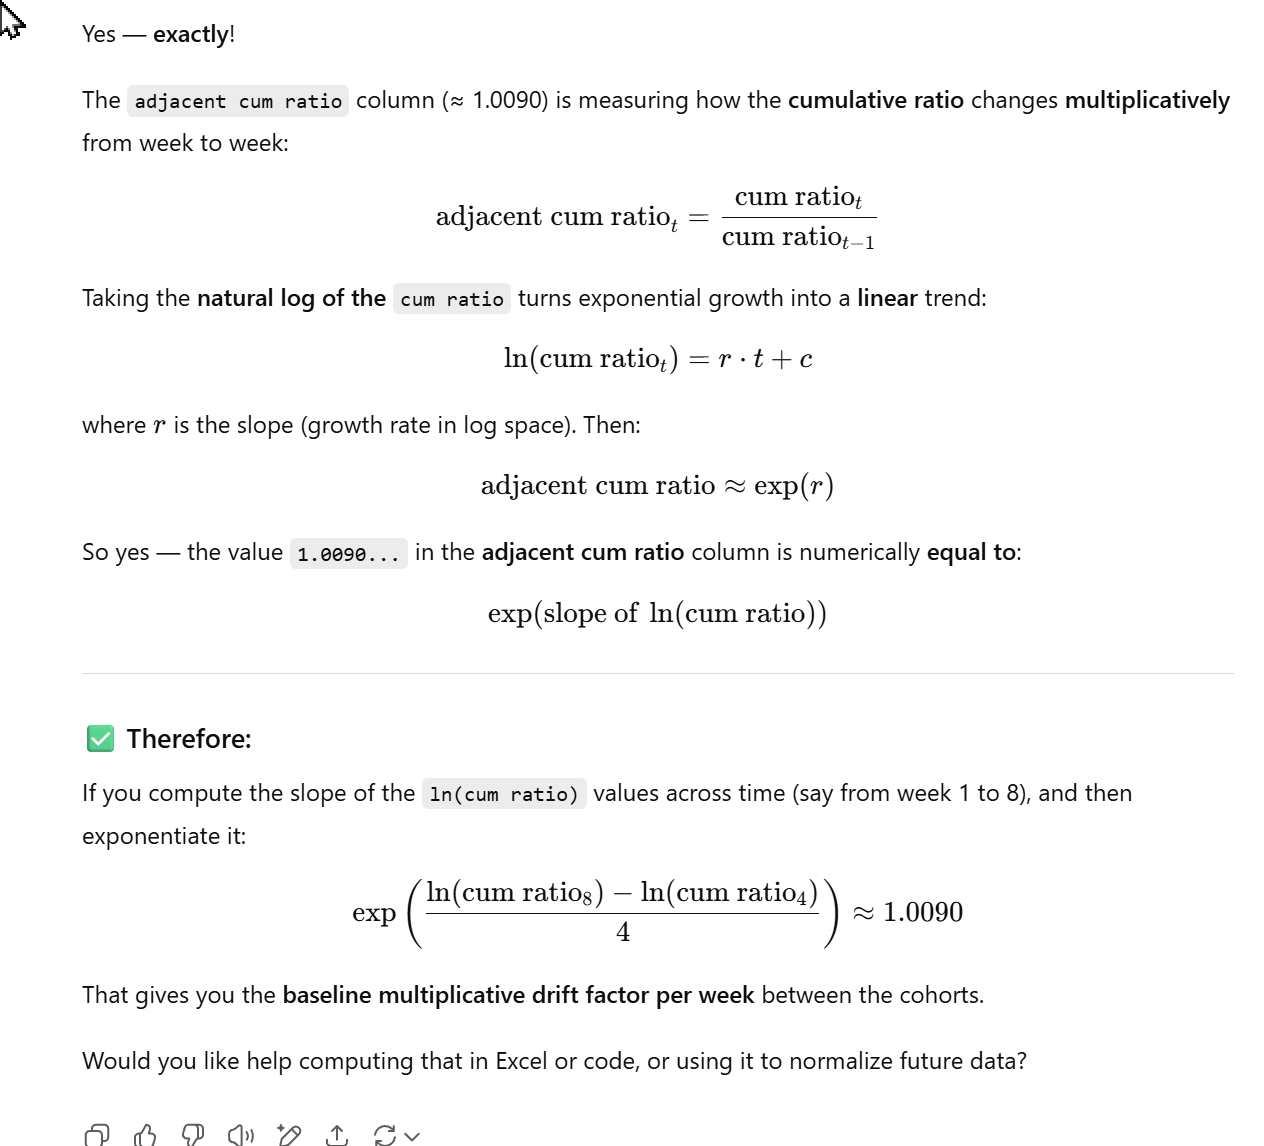 Yes — exactly!
The adjacent cum ratio column (≈ 1.0090) is measuring how the cumulative ratio changes multiplicatively
from week to week:
adjacent cum ratioₜ = cum ratioₜ / cum ratioₜ₋₁
Taking the natural log of the cum ratio turns exponential growth into a linear trend:
ln(cum ratioₜ) = r · t + c
where r is the slope (growth rate in log space). Then:
adjacent cum ratio ≈ exp(r)
So yes — the value 1.0090... in the adjacent cum ratio column is numerically equal to:
exp(slope of ln(cum ratio))
✅ Therefore:
If you compute the slope of the ln(cum ratio) values across time (say from week 1 to 8), and then
exponentiate it:
exp ( (ln(cum ratio₈) − ln(cum ratio₄)) / 4 ) ≈ 1.0090
That gives you the baseline multiplicative drift factor per week between the cohorts.
Would you like help computing that in Excel or code, or using it to normalize future data?